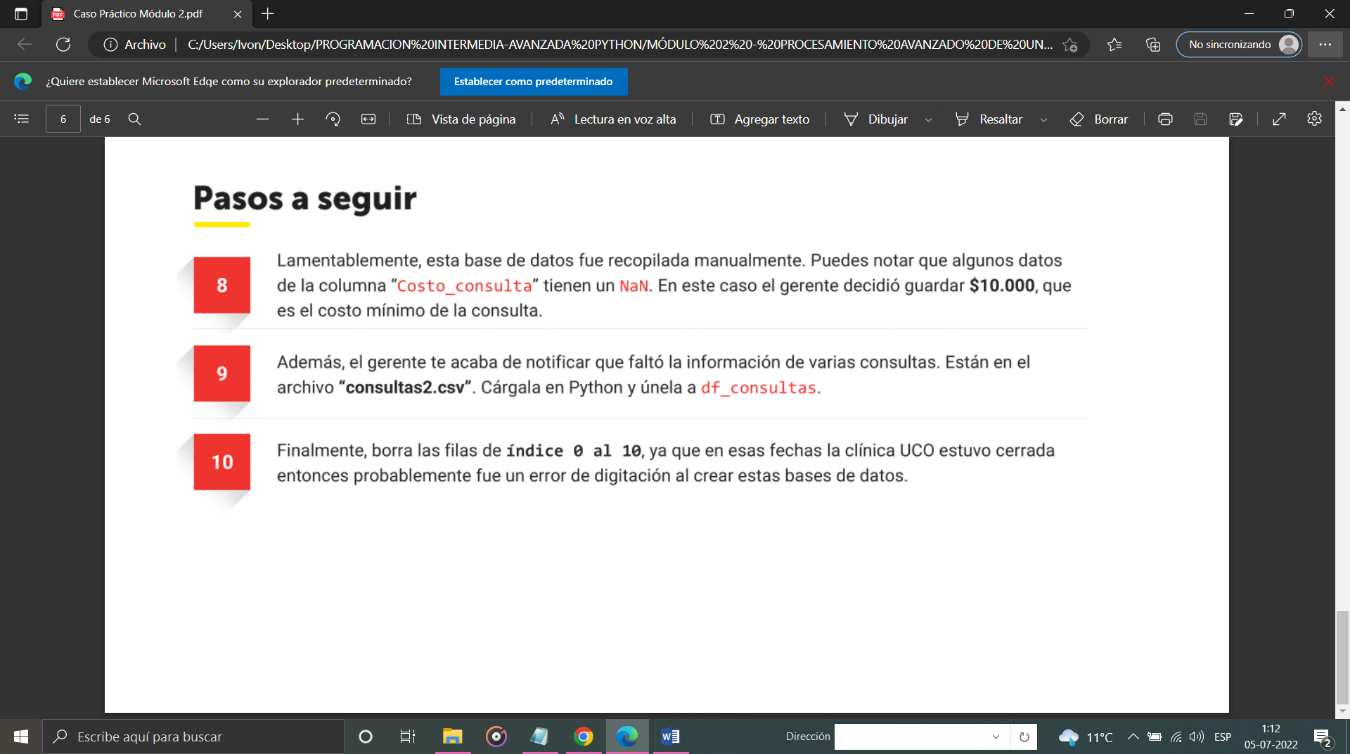 Caso Práctico Módulo 2.pdf
Archivo
C:/Users/Ivon/Desktop/PROGRAMACION%20INTERMEDIA-AVANZADA%20PYTHON/MÓDULO%202%20-%20PROCESAMIENTO%20AVANZADO%20DE%20UN...
No sincronizando
¿Quiere establecer Microsoft Edge como su explorador predeterminado?
Establecer como predeterminado
6 de 6
Vista de página
Lectura en voz alta
Agregar texto
Dibujar
Resaltar
Borrar
Pasos a seguir
8
Lamentablemente, esta base de datos fue recopilada manualmente. Puedes notar que algunos datos
de la columna “Costo_consulta” tienen un NaN. En este caso el gerente decidió guardar $10.000, que
es el costo mínimo de la consulta.
9
Además, el gerente te acaba de notificar que faltó la información de varias consultas. Están en el
archivo “consultas2.csv”. Cárgala en Python y únela a df_consultas.
10
Finalmente, borra las filas de índice 0 al 10, ya que en esas fechas la clínica UCO estuvo cerrada
entonces probablemente fue un error de digitación al crear estas bases de datos.
Escribe aquí para buscar
Dirección
11°C
ESP
1:12
05-07-2022
2